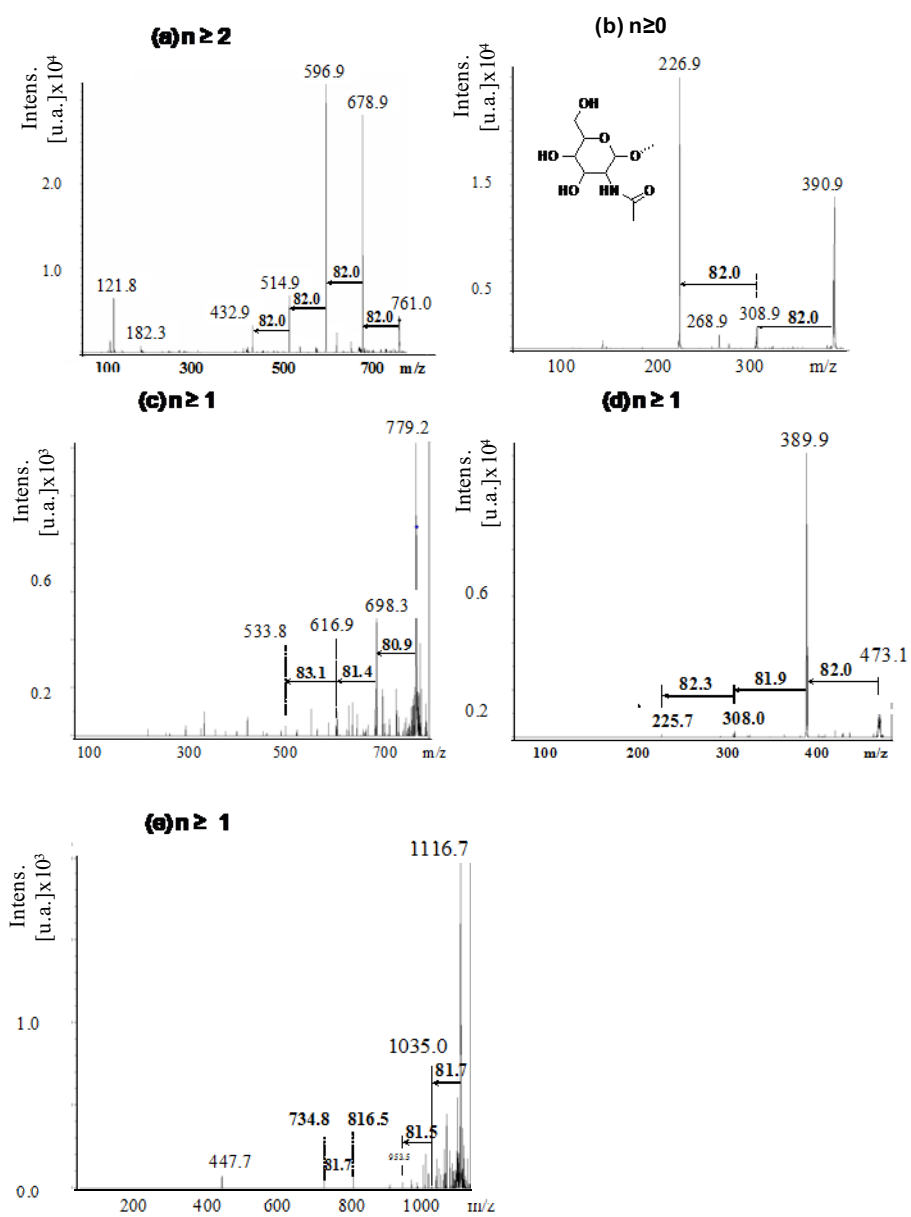 (a) n ≥ 2
Intens.
[u.a.]x10⁴
2.0
1.0
596.9
678.9
514.9
432.9
121.8
182.3
761.0
82.0
82.0
82.0
82.0
100 300 500 700 m/z
(b) n≥0
Intens.
[u.a.]x10⁴
1.5
0.5
226.9
390.9
308.9
268.9
82.0
82.0
OH
O
HO
O
HO
HN
O
100 200 300 m/z
(c) n ≥ 1
Intens.
[u.a.]x10³
0.6
0.2
779.2
698.3
616.9
533.8
80.9
81.4
83.1
100 300 500 700 m/z
(d) n ≥ 1
Intens.
[u.a.]x10⁴
0.6
0.2
389.9
473.1
82.0
81.9
82.3
308.0
225.7
100 200 300 400 m/z
(e) n ≥ 1
Intens.
[u.a.]x10³
1.0
0.0
1116.7
1035.0
81.7
81.5
953.5
816.5
734.8
81.7
447.7
200 400 600 800 1000 m/z